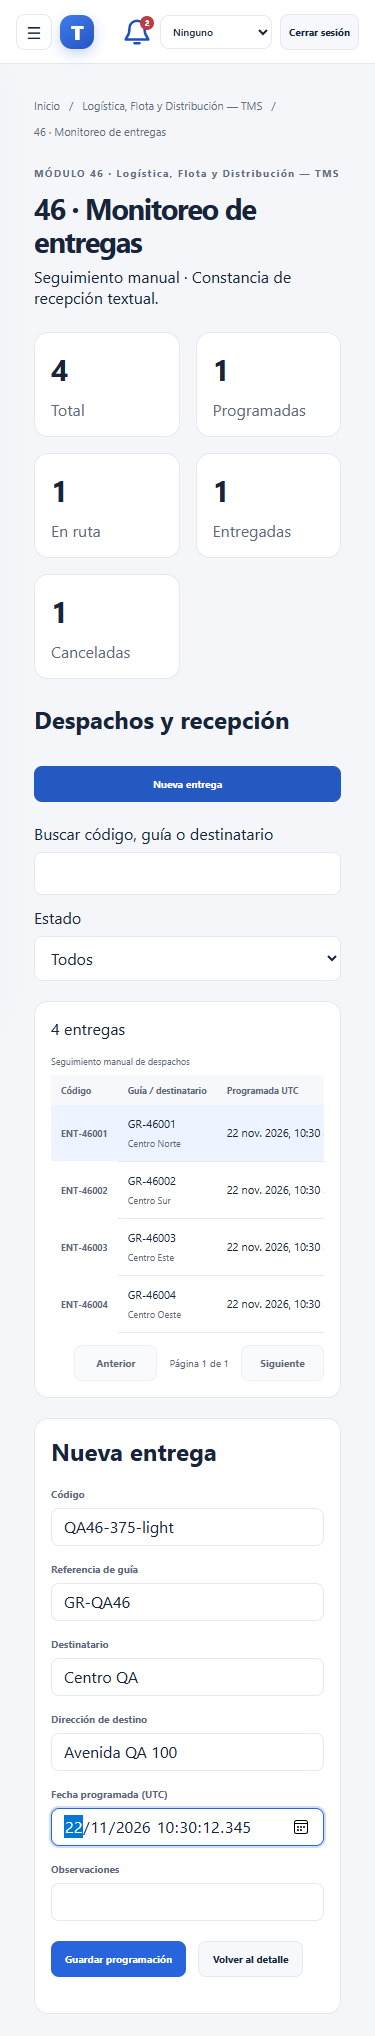 ☰ T 2 Ninguno Cerrar sesión
Inicio / Logística, Flota y Distribución — TMS /
46 · Monitoreo de entregas
MÓDULO 46 · Logística, Flota y Distribución — TMS
46 · Monitoreo de
entregas
Seguimiento manual · Constancia de
recepción textual.
4 1
Total Programadas
1 1
En ruta Entregadas
1
Canceladas
Despachos y recepción
Nueva entrega
Buscar código, guía o destinatario
Estado
Todos
4 entregas
Seguimiento manual de despachos
Código Guía / destinatario Programada UTC
ENT-46001 GR-46001 22 nov. 2026, 10:30
Centro Norte
ENT-46002 GR-46002 22 nov. 2026, 10:30
Centro Sur
ENT-46003 GR-46003 22 nov. 2026, 10:30
Centro Este
ENT-46004 GR-46004 22 nov. 2026, 10:30
Centro Oeste
Anterior Página 1 de 1 Siguiente
Nueva entrega
Código
QA46-375-light
Referencia de guía
GR-QA46
Destinatario
Centro QA
Dirección de destino
Avenida QA 100
Fecha programada (UTC)
22/11/2026 10:30:12.345
Observaciones
Guardar programación Volver al detalle